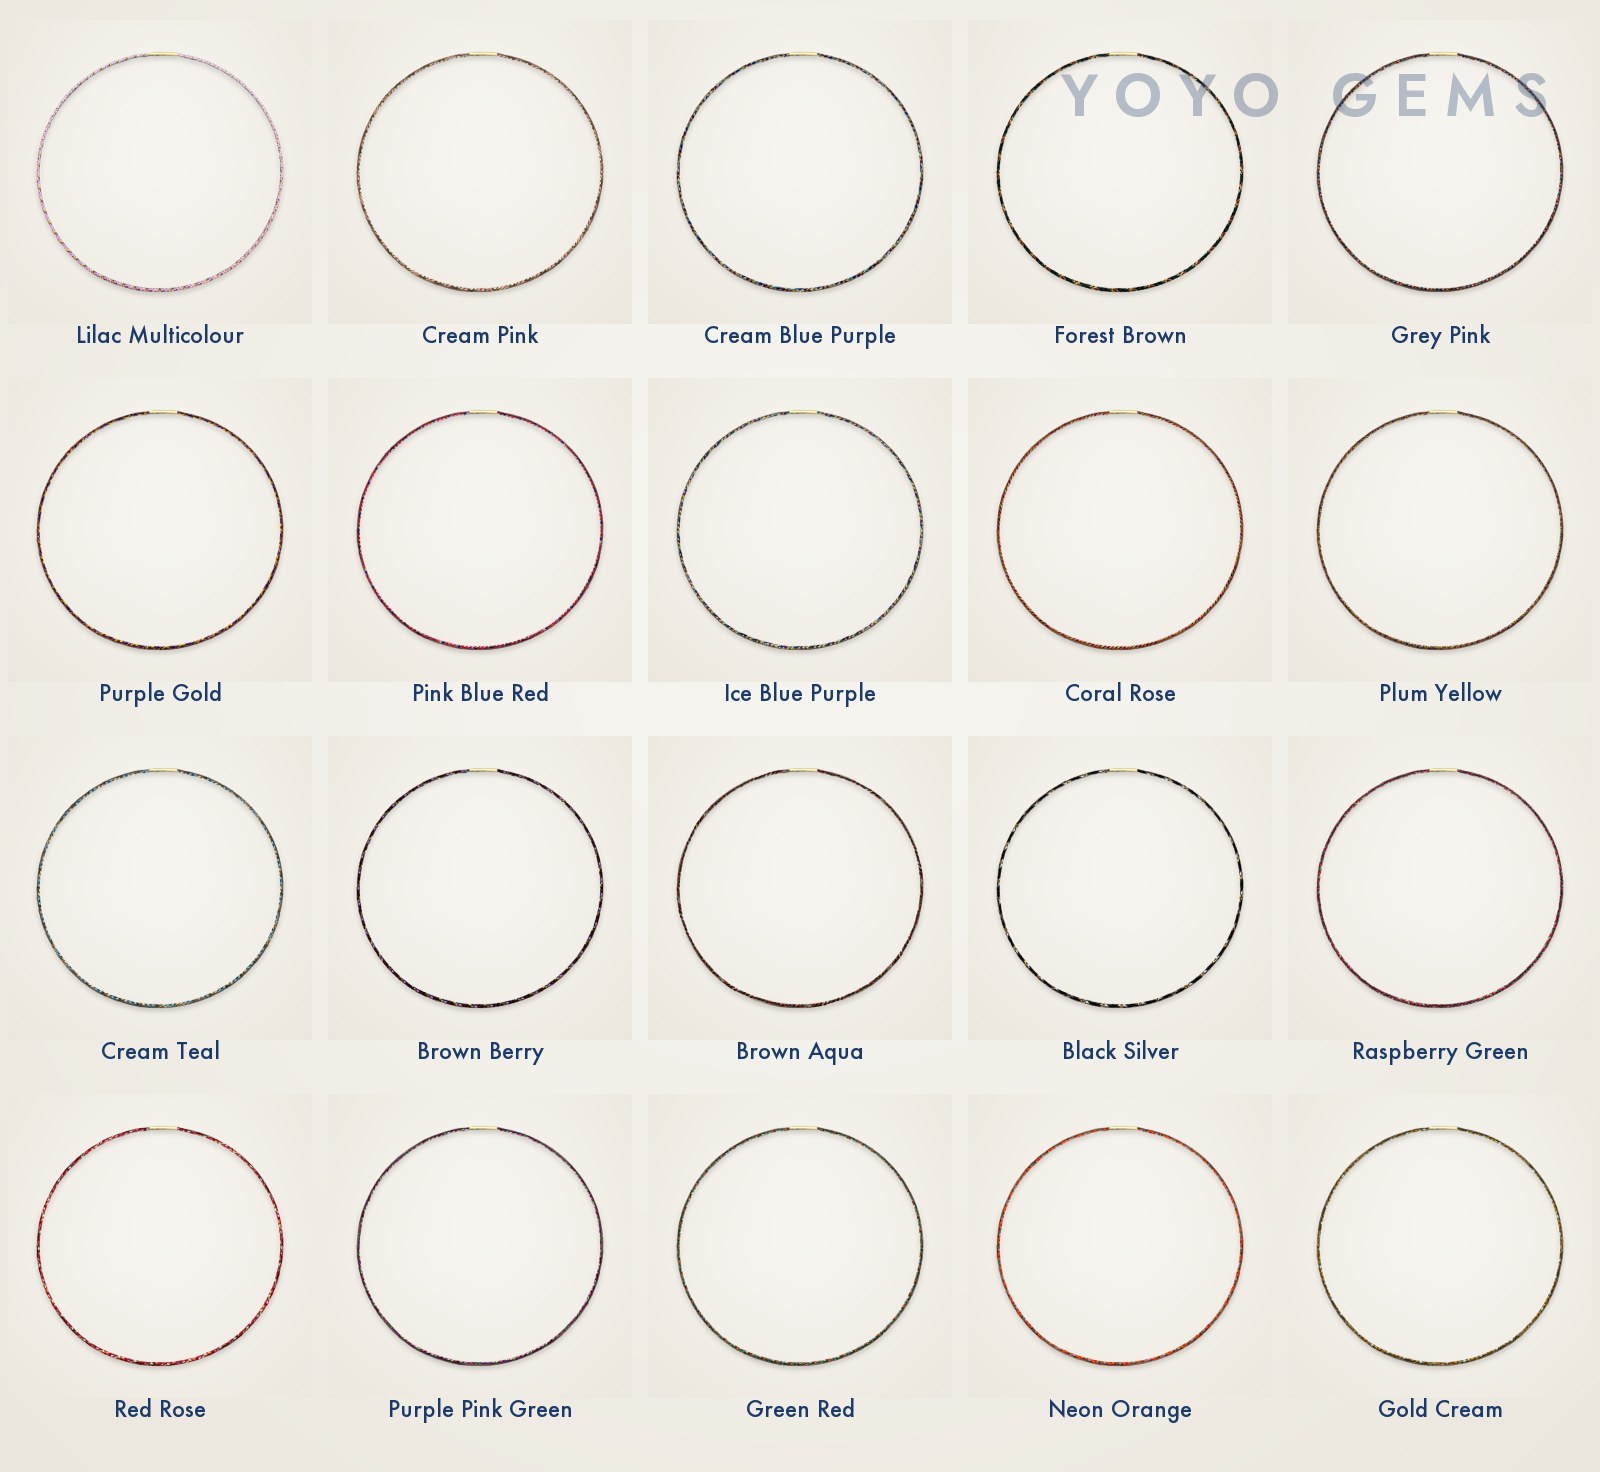 YOYO GEMS
Lilac Multicolour
Cream Pink
Cream Blue Purple
Forest Brown
Grey Pink
Purple Gold
Pink Blue Red
Ice Blue Purple
Coral Rose
Plum Yellow
Cream Teal
Brown Berry
Brown Aqua
Black Silver
Raspberry Green
Red Rose
Purple Pink Green
Green Red
Neon Orange
Gold Cream